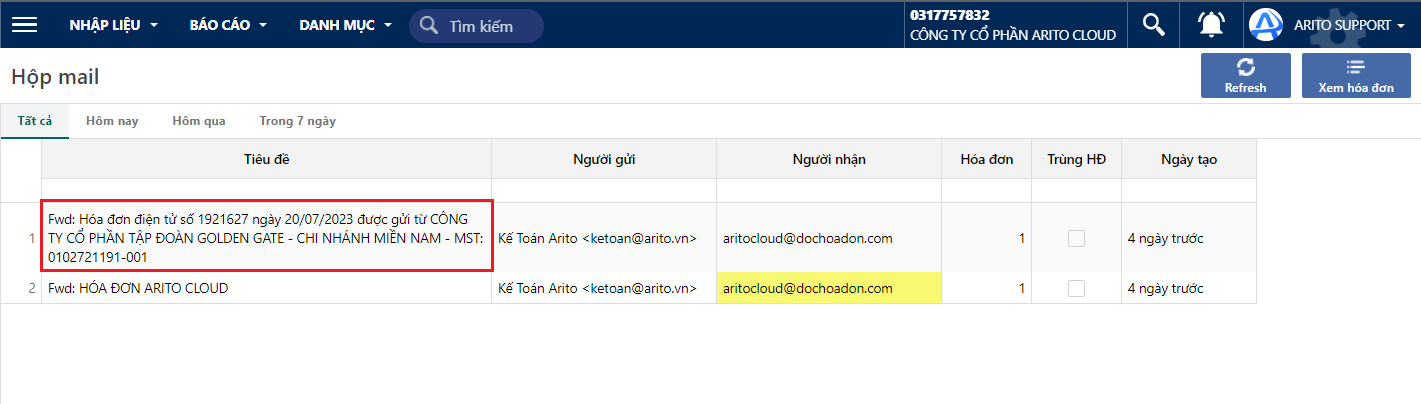 NHẬP LIỆU BÁO CÁO DANH MỤC Tìm kiếm 0317757832 ARITO SUPPORT
CÔNG TY CỔ PHẦN ARITO CLOUD
Hộp mail Refresh Xem hóa đơn
Tất cả Hôm nay Hôm qua Trong 7 ngày
Tiêu đề Người gửi Người nhận Hóa đơn Trùng HĐ Ngày tạo
Fwd: Hóa đơn điện tử số 1921627 ngày 20/07/2023 được gửi từ CÔNG
1 TY CỔ PHẦN TẬP ĐOÀN GOLDEN GATE - CHI NHÁNH MIỀN NAM - MST: Kế Toán Arito <ketoan@arito.vn> aritocloud@dochoadon.com 1 4 ngày trước
0102721191-001
2 Fwd: HÓA ĐƠN ARITO CLOUD Kế Toán Arito <ketoan@arito.vn> aritocloud@dochoadon.com 1 4 ngày trước